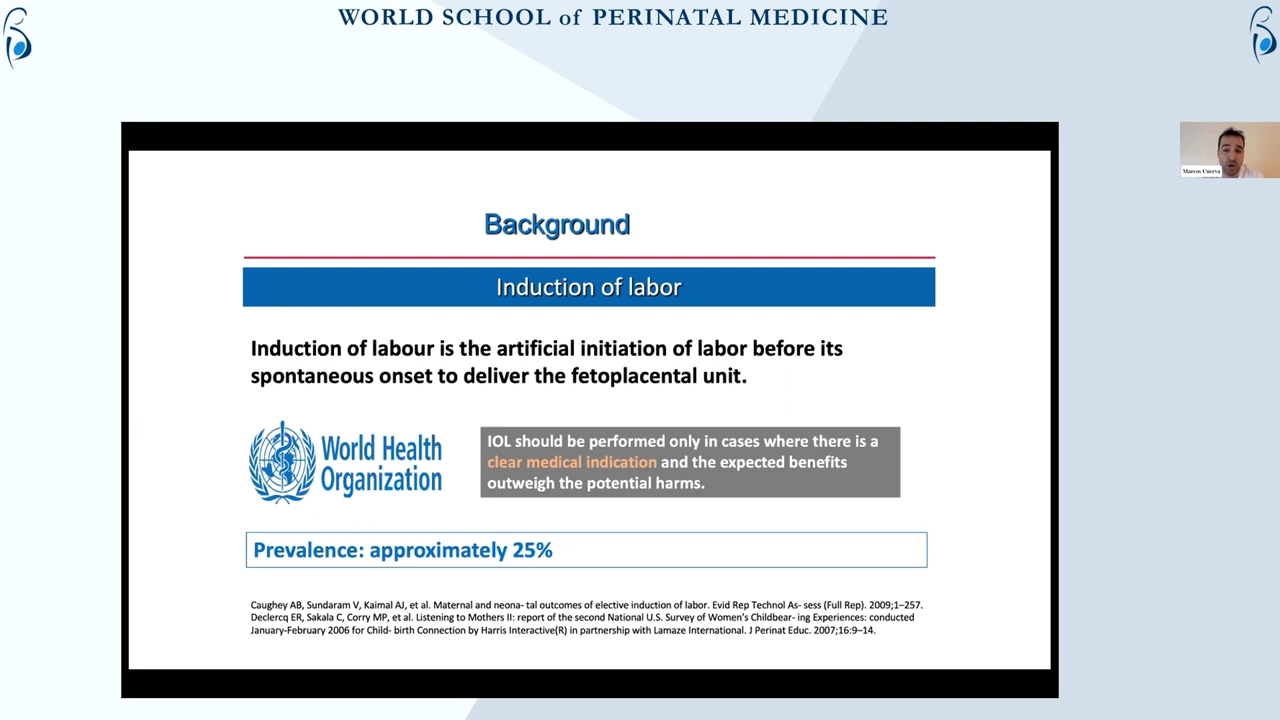 WORLD SCHOOL of PERINATAL MEDICINE
Marcos Cuerva
Background
Induction of labor
Induction of labour is the artificial initiation of labor before its
spontaneous onset to deliver the fetoplacental unit.
World Health
Organization
IOL should be performed only in cases where there is a
clear medical indication and the expected benefits
outweigh the potential harms.
Prevalence: approximately 25%
Caughey AB, Sundaram V, Kaimal AJ, et al. Maternal and neona- tal outcomes of elective induction of labor. Evid Rep Technol As- sess (Full Rep). 2009;1–257.
Declercq ER, Sakala C, Corry MP, et al. Listening to Mothers II: report of the second National U.S. Survey of Women's Childbear- ing Experiences: conducted
January-February 2006 for Child- birth Connection by Harris Interactive(R) in partnership with Lamaze International. J Perinat Educ. 2007;16:9–14.